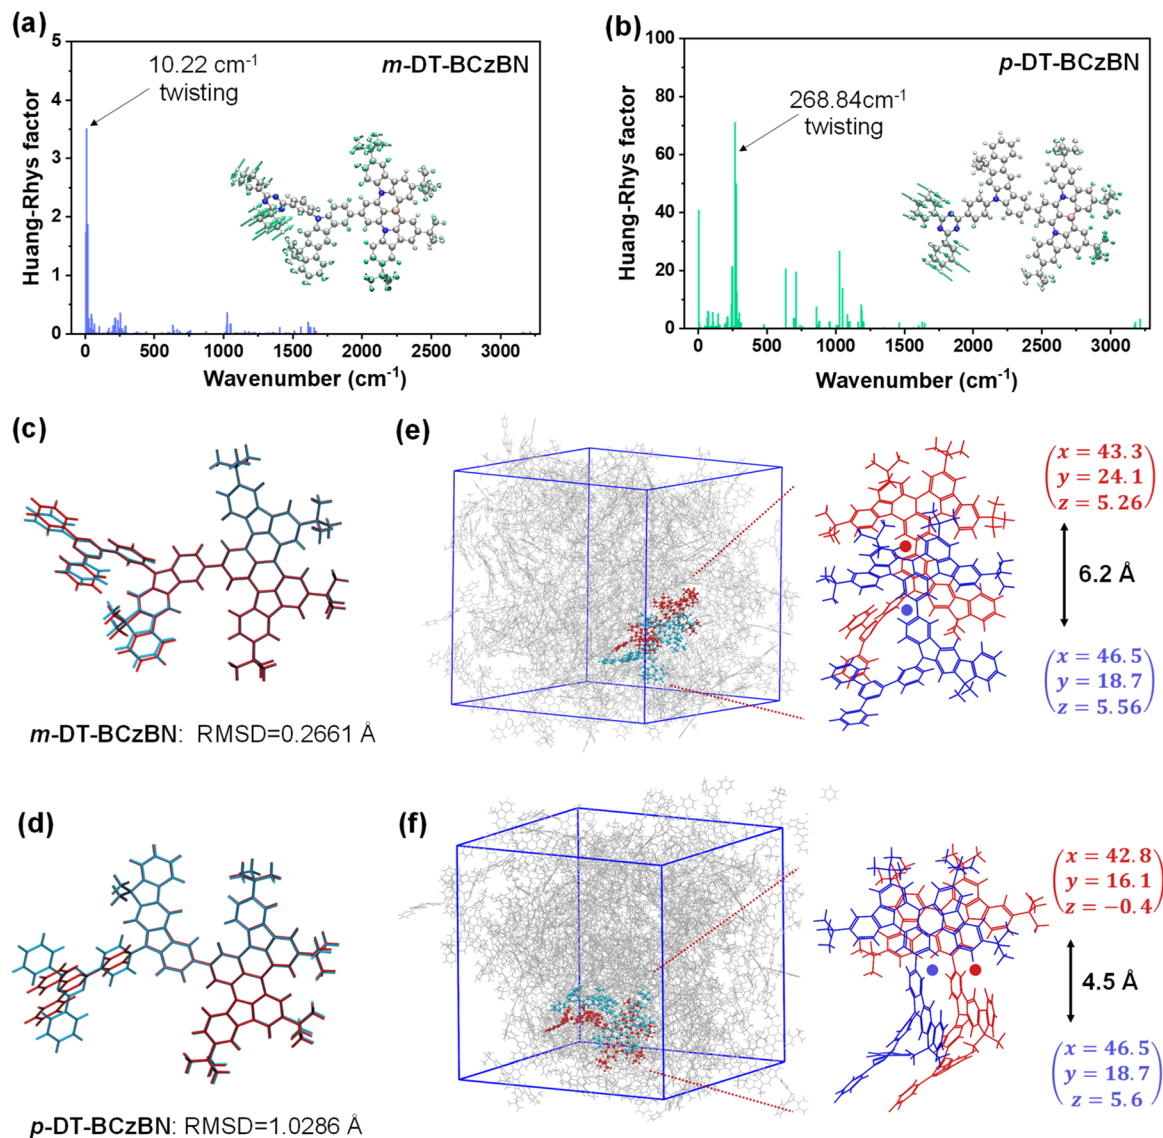 (a)
5
4
3
2
1
0
Huang-Rhys factor
10.22 cm-1
twisting
m-DT-BCzBN
0 500 1000 1500 2000 2500 3000
Wavenumber (cm-1)
(b)
100
80
60
40
20
0
Huang-Rhys factor
268.84cm-1
twisting
p-DT-BCzBN
0 500 1000 1500 2000 2500 3000
Wavenumber (cm-1)
(c)
m-DT-BCzBN: RMSD=0.2661 Å
(e)
x = 43.3
y = 24.1
z = 5.26
6.2 Å
x = 46.5
y = 18.7
z = 5.56
(d)
p-DT-BCzBN: RMSD=1.0286 Å
(f)
x = 42.8
y = 16.1
z = −0.4
4.5 Å
x = 46.5
y = 18.7
z = 5.6